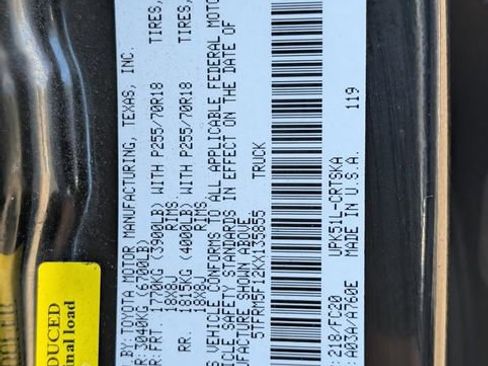 BY: TOYOTA MOTOR MANUFACTURING, TEXAS, INC.
3040KG (6700LB)
FRT. 1770KG (3900LB) WITH P255/70R18 TIRES,
18X8J RIMS
RR. 1815KG (4000LB) WITH P255/70R18 TIRES,
18X8J RIMS
VEHICLE CONFORMS TO ALL APPLICABLE FEDERAL MOTO
VEHICLE SAFETY STANDARDS IN EFFECT ON THE DATE OF
MANUFACTURE SHOWN ABOVE.
5TFRM5F12KX135855 TRUCK
218/FC20 UPK51L-CRTSKA
A03A/A760E MADE IN U.S.A. 119
DUCED
nal load